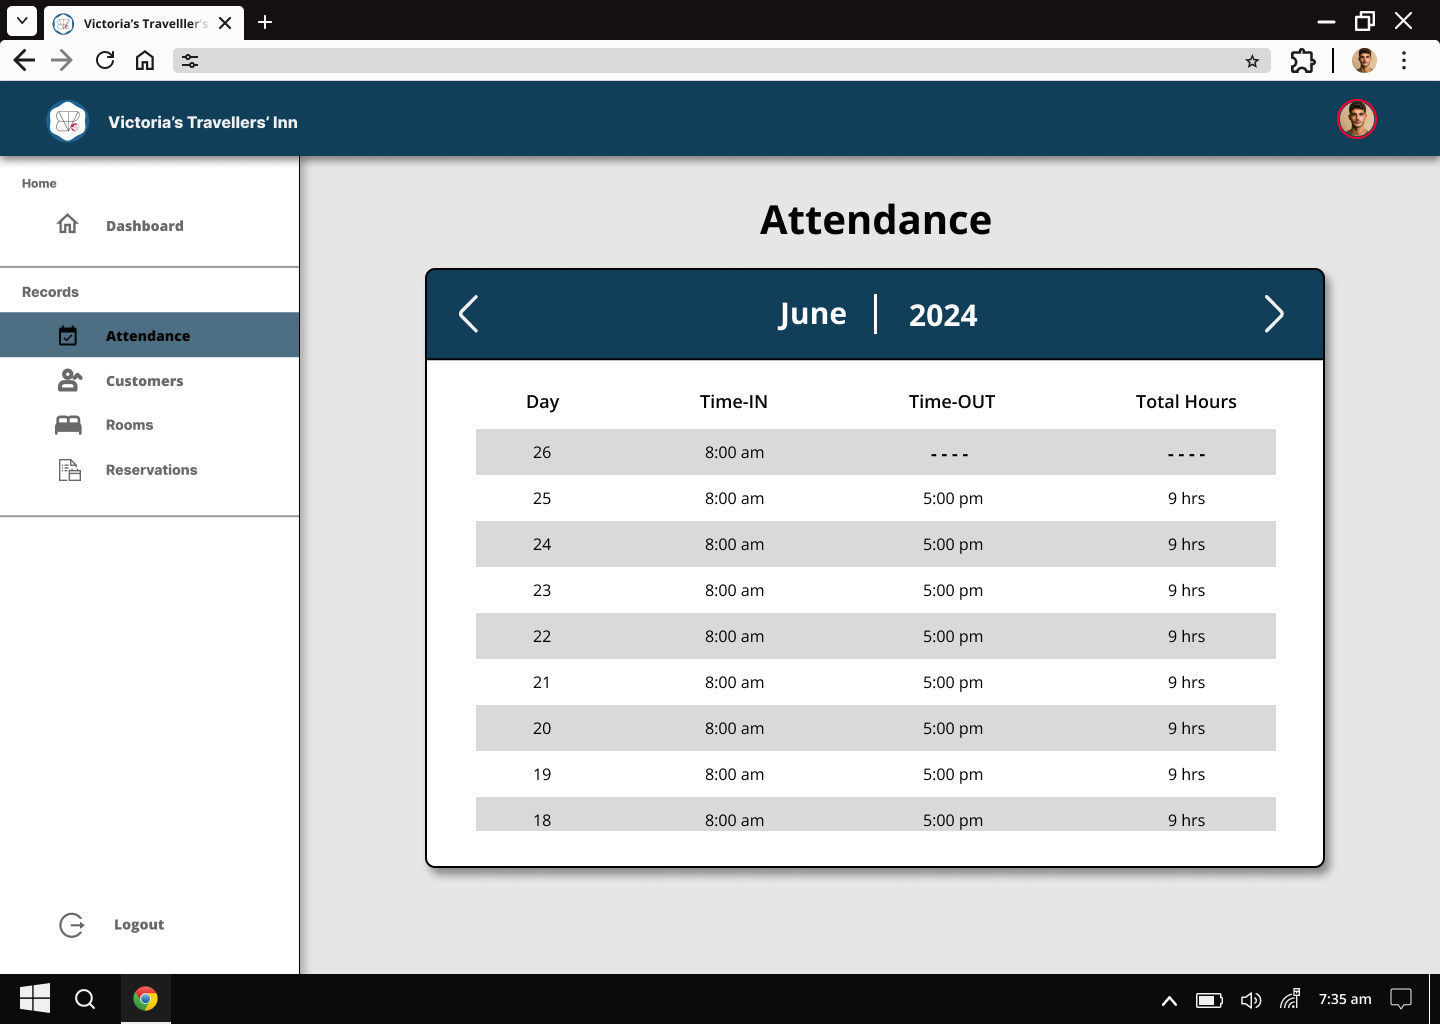 Victoria's Travelller's
Victoria's Travellers' Inn
Home
Dashboard
Records
Attendance
Customers
Rooms
Reservations
Logout
Attendance
June | 2024
Day Time-IN Time-OUT Total Hours
26 8:00 am - - - - - - - -
25 8:00 am 5:00 pm 9 hrs
24 8:00 am 5:00 pm 9 hrs
23 8:00 am 5:00 pm 9 hrs
22 8:00 am 5:00 pm 9 hrs
21 8:00 am 5:00 pm 9 hrs
20 8:00 am 5:00 pm 9 hrs
19 8:00 am 5:00 pm 9 hrs
18 8:00 am 5:00 pm 9 hrs
7:35 am